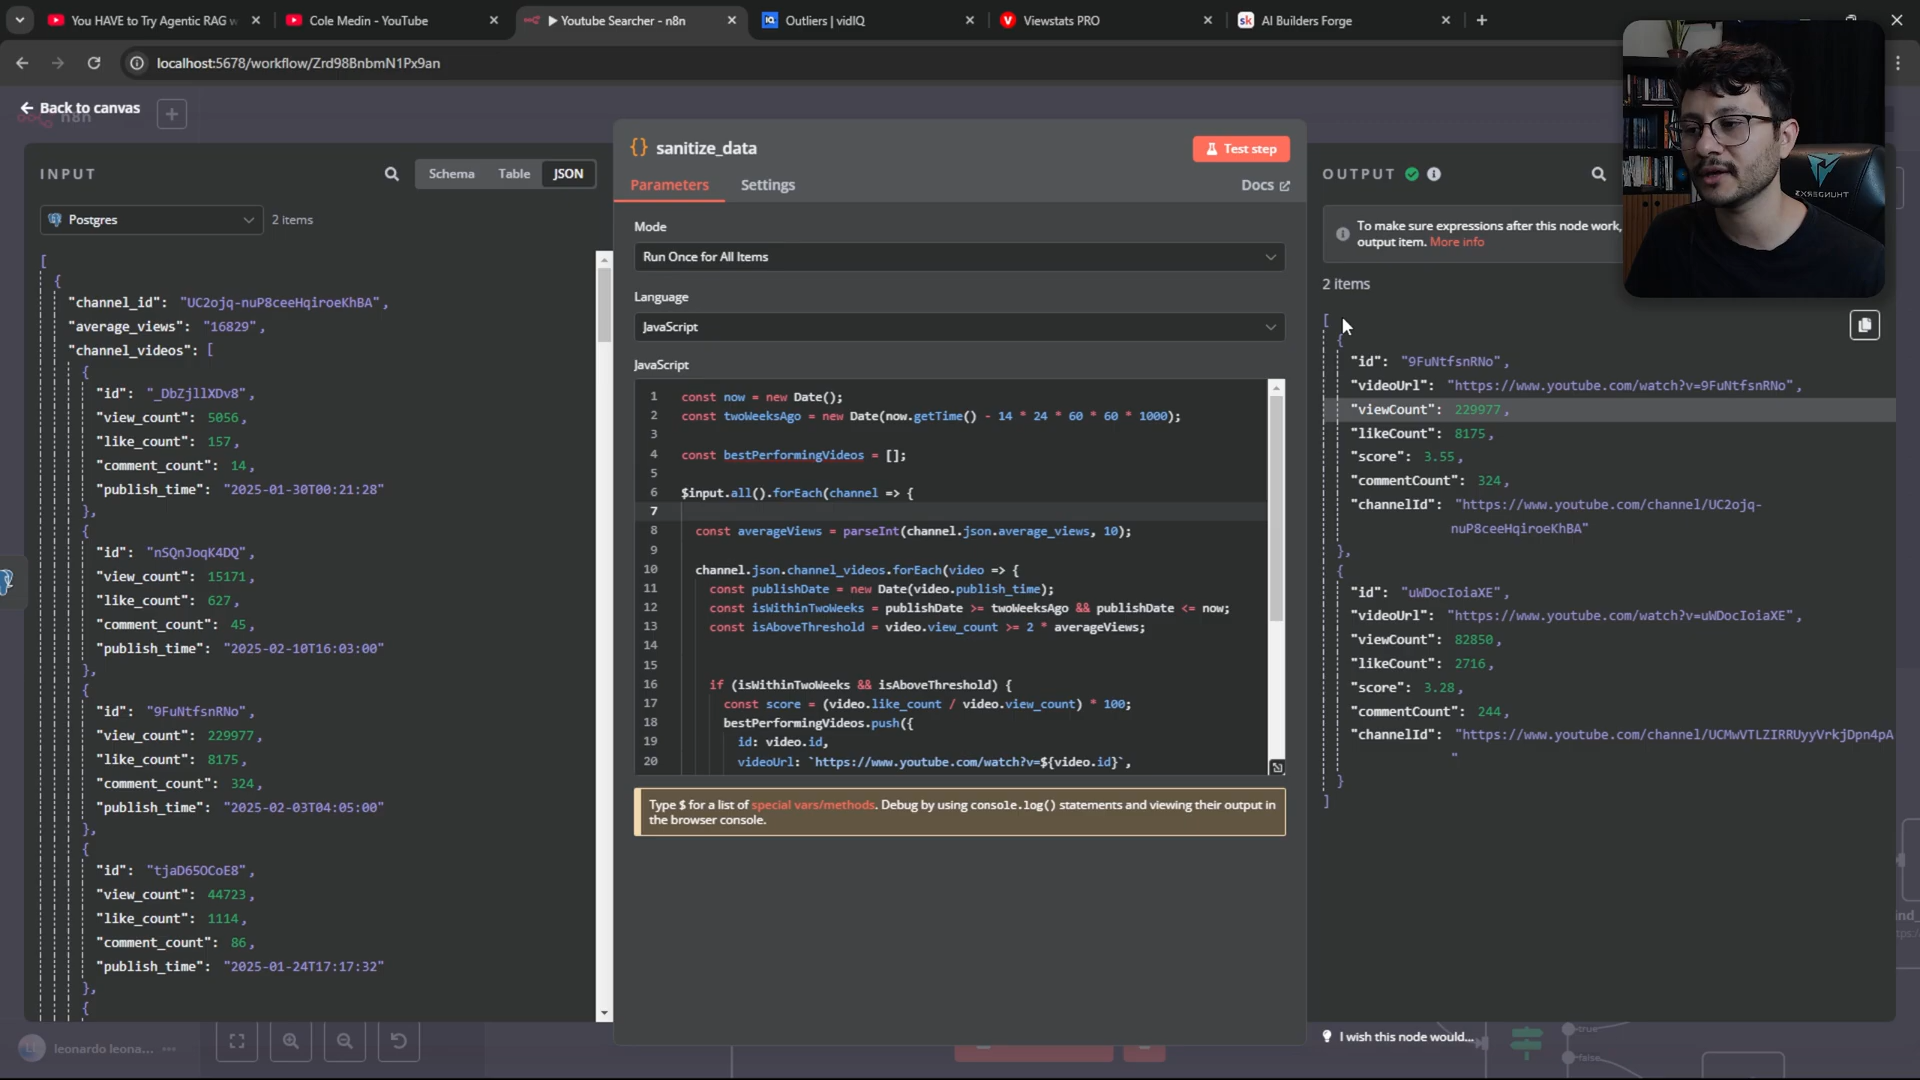 You HAVE to Try Agentic RAG w
Cole Medin - YouTube
Youtube Searcher - n8n
Outliers | vidIQ
Viewstats PRO
AI Builders Forge
localhost:5678/workflow/Zrd98BnbmN1Px9an
Back to canvas
n8n
INPUT
Schema
Table
JSON
Postgres
2 items
[
{
"channel_id": "UC2ojq-nuP8ceeHqiroeKhBA",
"average_views": "16829",
"channel_videos": [
{
"id": "_DbZjllXDv8",
"view_count": 5056,
"like_count": 157,
"comment_count": 14,
"publish_time": "2025-01-30T00:21:28"
},
{
"id": "nSQnJoqK4DQ",
"view_count": 15171,
"like_count": 627,
"comment_count": 45,
"publish_time": "2025-02-10T16:03:00"
},
{
"id": "9FuNtfsnRNo",
"view_count": 229977,
"like_count": 8175,
"comment_count": 324,
"publish_time": "2025-02-03T04:05:00"
},
{
"id": "tjaD65OCoE8",
"view_count": 44723,
"like_count": 1114,
"comment_count": 86,
"publish_time": "2025-01-24T17:17:32"
},
{
sanitize_data
Test step
Parameters
Settings
Docs
Mode
Run Once for All Items
Language
JavaScript
JavaScript
1 const now = new Date();
2 const twoWeeksAgo = new Date(now.getTime() - 14 * 24 * 60 * 60 * 1000);
3
4 const bestPerformingVideos = [];
5
6 $input.all().forEach(channel => {
7
8 const averageViews = parseInt(channel.json.average_views, 10);
9
10 channel.json.channel_videos.forEach(video => {
11 const publishDate = new Date(video.publish_time);
12 const isWithinTwoWeeks = publishDate >= twoWeeksAgo && publishDate <= now;
13 const isAboveThreshold = video.view_count >= 2 * averageViews;
14
15
16 if (isWithinTwoWeeks && isAboveThreshold) {
17 const score = (video.like_count / video.view_count) * 100;
18 bestPerformingVideos.push({
19 id: video.id,
20 videoUrl: `https://www.youtube.com/watch?v=${video.id}`,
Type $ for a list of special vars/methods. Debug by using console.log() statements and viewing their output in
the browser console.
OUTPUT
To make sure expressions after this node work,
output item. More info
2 items
[
{
"id": "9FuNtfsnRNo",
"videoUrl": "https://www.youtube.com/watch?v=9FuNtfsnRNo",
"viewCount": 229977,
"likeCount": 8175,
"score": 3.55,
"commentCount": 324,
"channelId": "https://www.youtube.com/channel/UC2ojq-
nuP8ceeHqiroeKhBA"
},
{
"id": "uWDocIoiaXE",
"videoUrl": "https://www.youtube.com/watch?v=uWDocIoiaXE",
"viewCount": 82850,
"likeCount": 2716,
"score": 3.28,
"commentCount": 244,
"channelId": "https://www.youtube.com/channel/UCMwVTLZIRRUyyVrkjDpn4pA
"
}
]
I wish this node would...
leonardo leona...
true
false